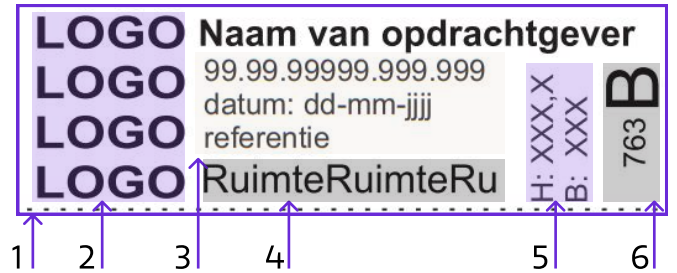 LOGO Naam van opdrachtgever
LOGO 99.99.99999.999.999
datum: dd-mm-jjjj
LOGO referentie
LOGO RuimteRuimteRu
H: XXX,X
B: XXX
763 B
1 2 3 4 5 6